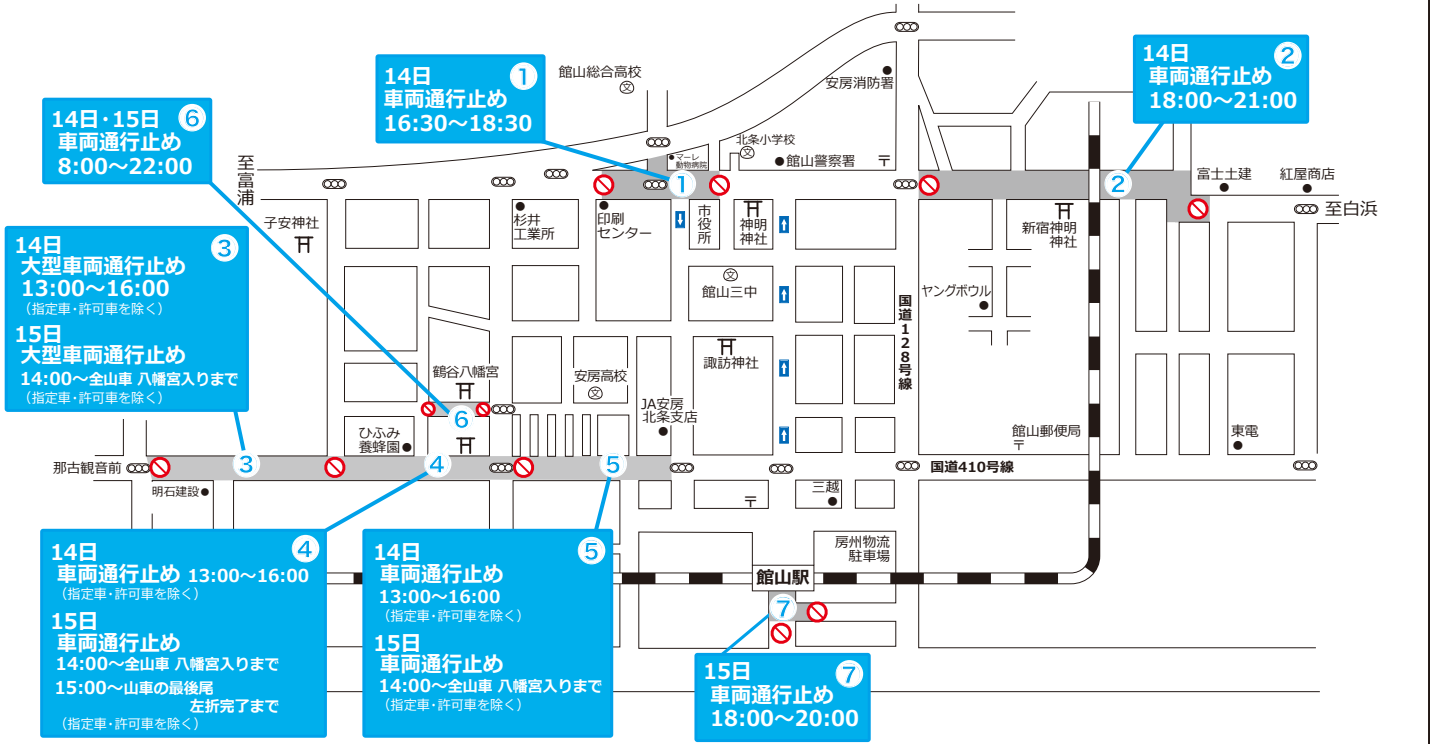 14日
車両通行止め
16:30～18:30
①
館山総合高校
文
安房消防署
14日
車両通行止め
18:00～21:00
②
14日・15日
車両通行止め
8:00～22:00
⑥
至富浦
マーレ
動物病院
北条小学校
文
館山警察署
〒
①
②
富士土建
紅屋商店
至白浜
子安神社
杉井
工業所
印刷
センター
市役所
神明
神社
新宿神明
神社
14日
大型車両通行止め
13:00～16:00
(指定車・許可車を除く)
15日
大型車両通行止め
14:00～全山車 八幡宮入りまで
(指定車・許可車を除く)
③
文
館山三中
国道128号線
ヤングボウル
鶴谷八幡宮
安房高校
文
諏訪神社
⑥
JA安房
北条支店
ひふみ
養蜂園
館山郵便局
〒
東電
那古観音前
③
④
⑤
国道410号線
明石建設
〒
三越
14日
車両通行止め 13:00～16:00
(指定車・許可車を除く)
15日
車両通行止め
14:00～全山車 八幡宮入りまで
15:00～山車の最後尾
左折完了まで
(指定車・許可車を除く)
④
14日
車両通行止め
13:00～16:00
(指定車・許可車を除く)
15日
車両通行止め
14:00～全山車 八幡宮入りまで
(指定車・許可車を除く)
⑤
房州物流
駐車場
館山駅
⑦
15日
車両通行止め
18:00～20:00
⑦